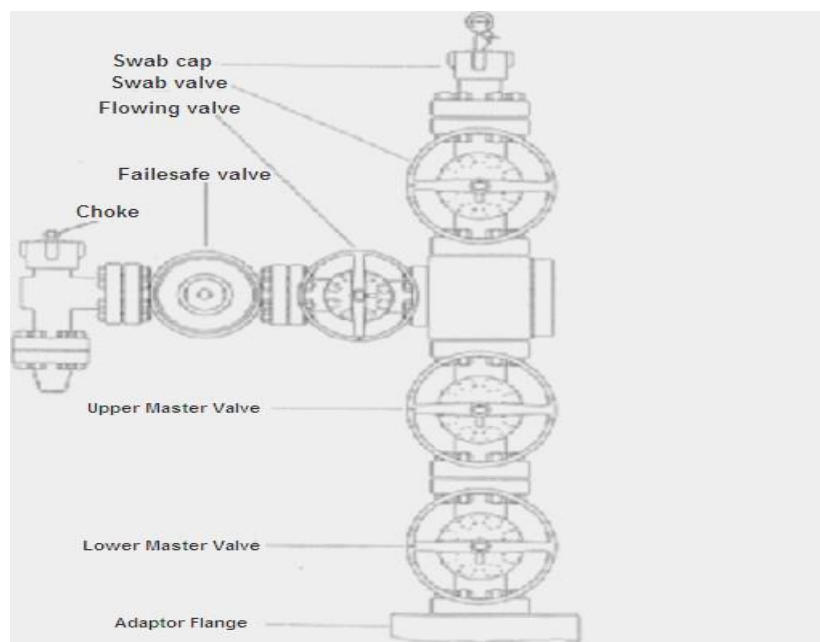 Swab cap
Swab valve
Flowing valve
Failesafe valve
Choke
Upper Master Valve
Lower Master Valve
Adaptor Flange